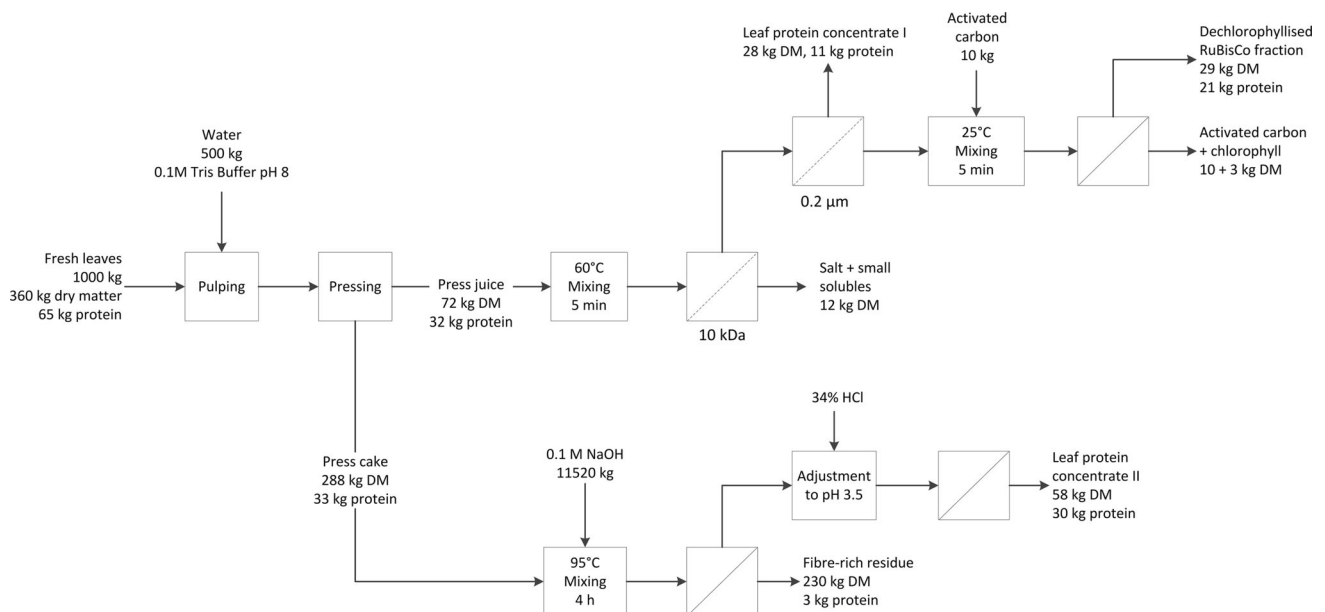 Leaf protein concentrate I
28 kg DM, 11 kg protein
Activated
carbon
10 kg
Dechlorophyllised
RuBisCo fraction
29 kg DM
21 kg protein
Water
500 kg
0.1M Tris Buffer pH 8
25°C
Mixing
5 min
Activated carbon
+ chlorophyll
10 + 3 kg DM
0.2 µm
Fresh leaves
1000 kg
360 kg dry matter
65 kg protein
Pulping
Pressing
Press juice
72 kg DM
32 kg protein
60°C
Mixing
5 min
10 kDa
Salt + small
solubles
12 kg DM
34% HCl
Press cake
288 kg DM
33 kg protein
0.1 M NaOH
11520 kg
Adjustment
to pH 3.5
Leaf protein
concentrate II
58 kg DM
30 kg protein
95°C
Mixing
4 h
Fibre-rich residue
230 kg DM
3 kg protein